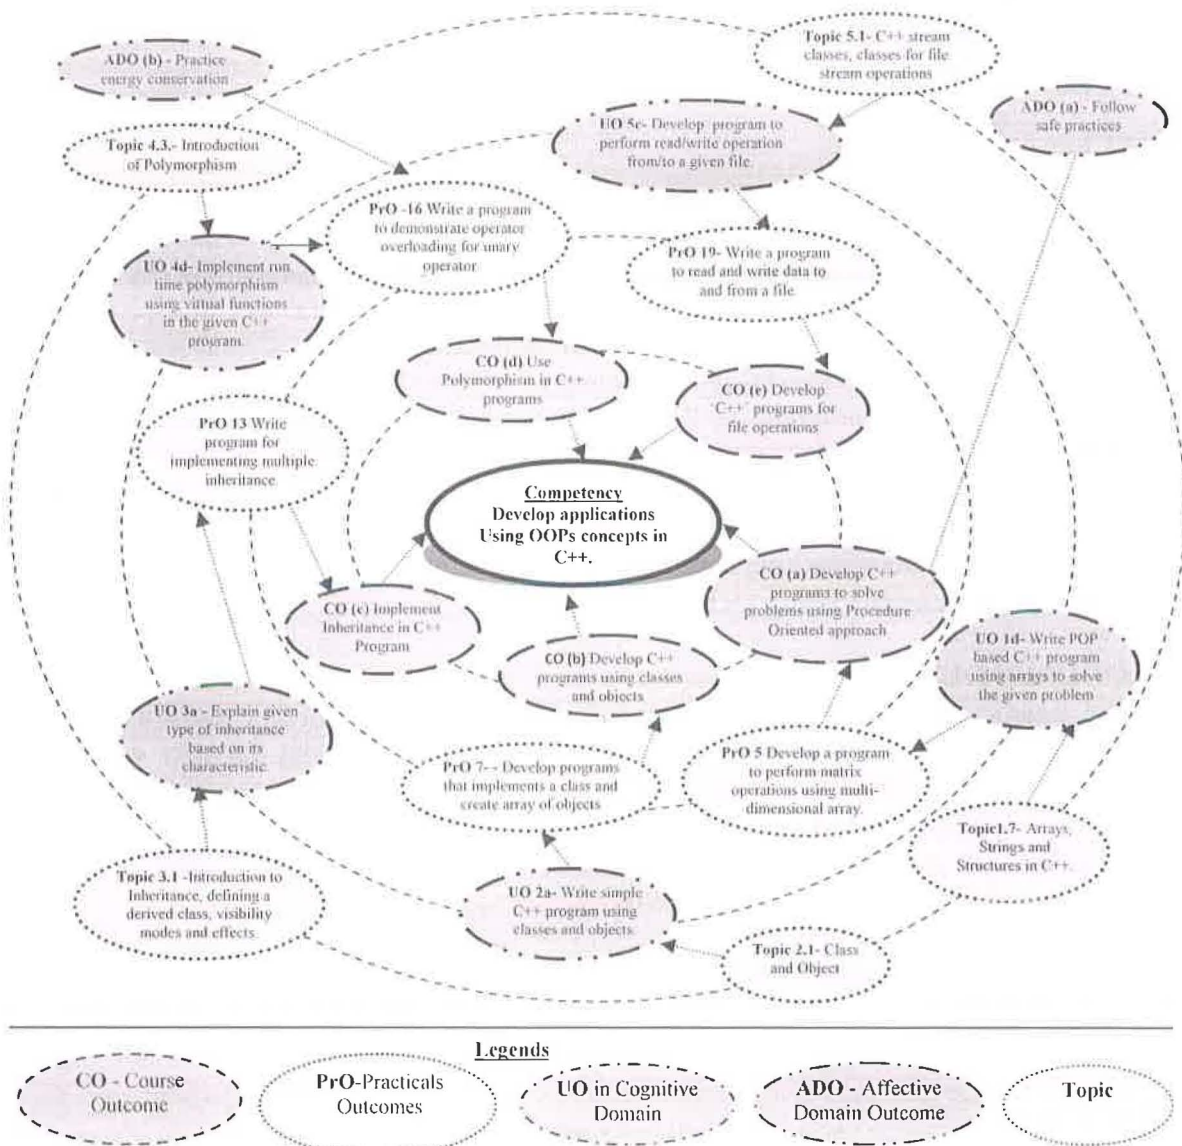 Topic 5.1- C++ stream
classes, classes for file
stream operations
ADO (b) - Practice
energy conservation
ADO (a) - Follow
safe practices
UO 5c- Develop program to
perform read/write operation
from/to a given file.
Topic 4.3.- Introduction
of Polymorphism
PrO -16 Write a program
to demonstrate operator
overloading for unary
operator
PrO 19- Write a program
to read and write data to
and from a file.
UO 4d- Implement run
time polymorphism
using virtual functions
in the given C++
program.
CO (d) Use
Polymorphism in C++
programs
CO (e) Develop
'C++' programs for
file operations
PrO 13 Write
program for
implementing multiple
inheritance.
Competency
Develop applications
Using OOPs concepts in
C++.
CO (a) Develop C++
programs to solve
problems using Procedure
Oriented approach
CO (c) Implement
Inheritance in C++
Program
CO (b) Develop C++
programs using classes
and objects
UO 1d- Write POP
based C++ program
using arrays to solve
the given problem
UO 3a - Explain given
type of inheritance
based on its
characteristic.
PrO 7- - Develop programs
that implements a class and
create array of objects
PrO 5 Develop a program
to perform matrix
operations using multi-
dimensional array.
Topic1.7- Arrays,
Strings and
Structures in C++.
Topic 3.1 -Introduction to
Inheritance, defining a
derived class, visibility
modes and effects.
UO 2a- Write simple
C++ program using
classes and objects.
Topic 2.1- Class
and Object
Legends
CO - Course
Outcome
PrO-Practicals
Outcomes
UO in Cognitive
Domain
ADO - Affective
Domain Outcome
Topic